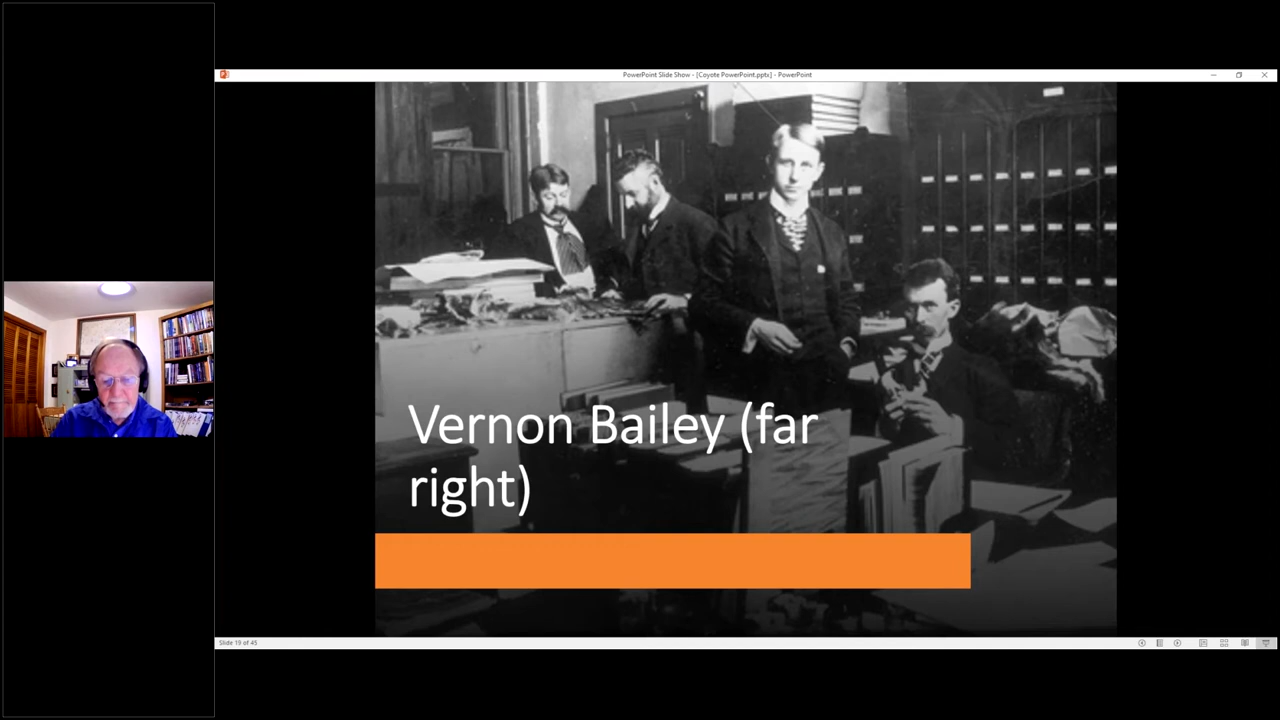 PowerPoint Slide Show - [Coyote PowerPoint.pptx] - PowerPoint
Vernon Bailey (far
right)
Slide 19 of 45